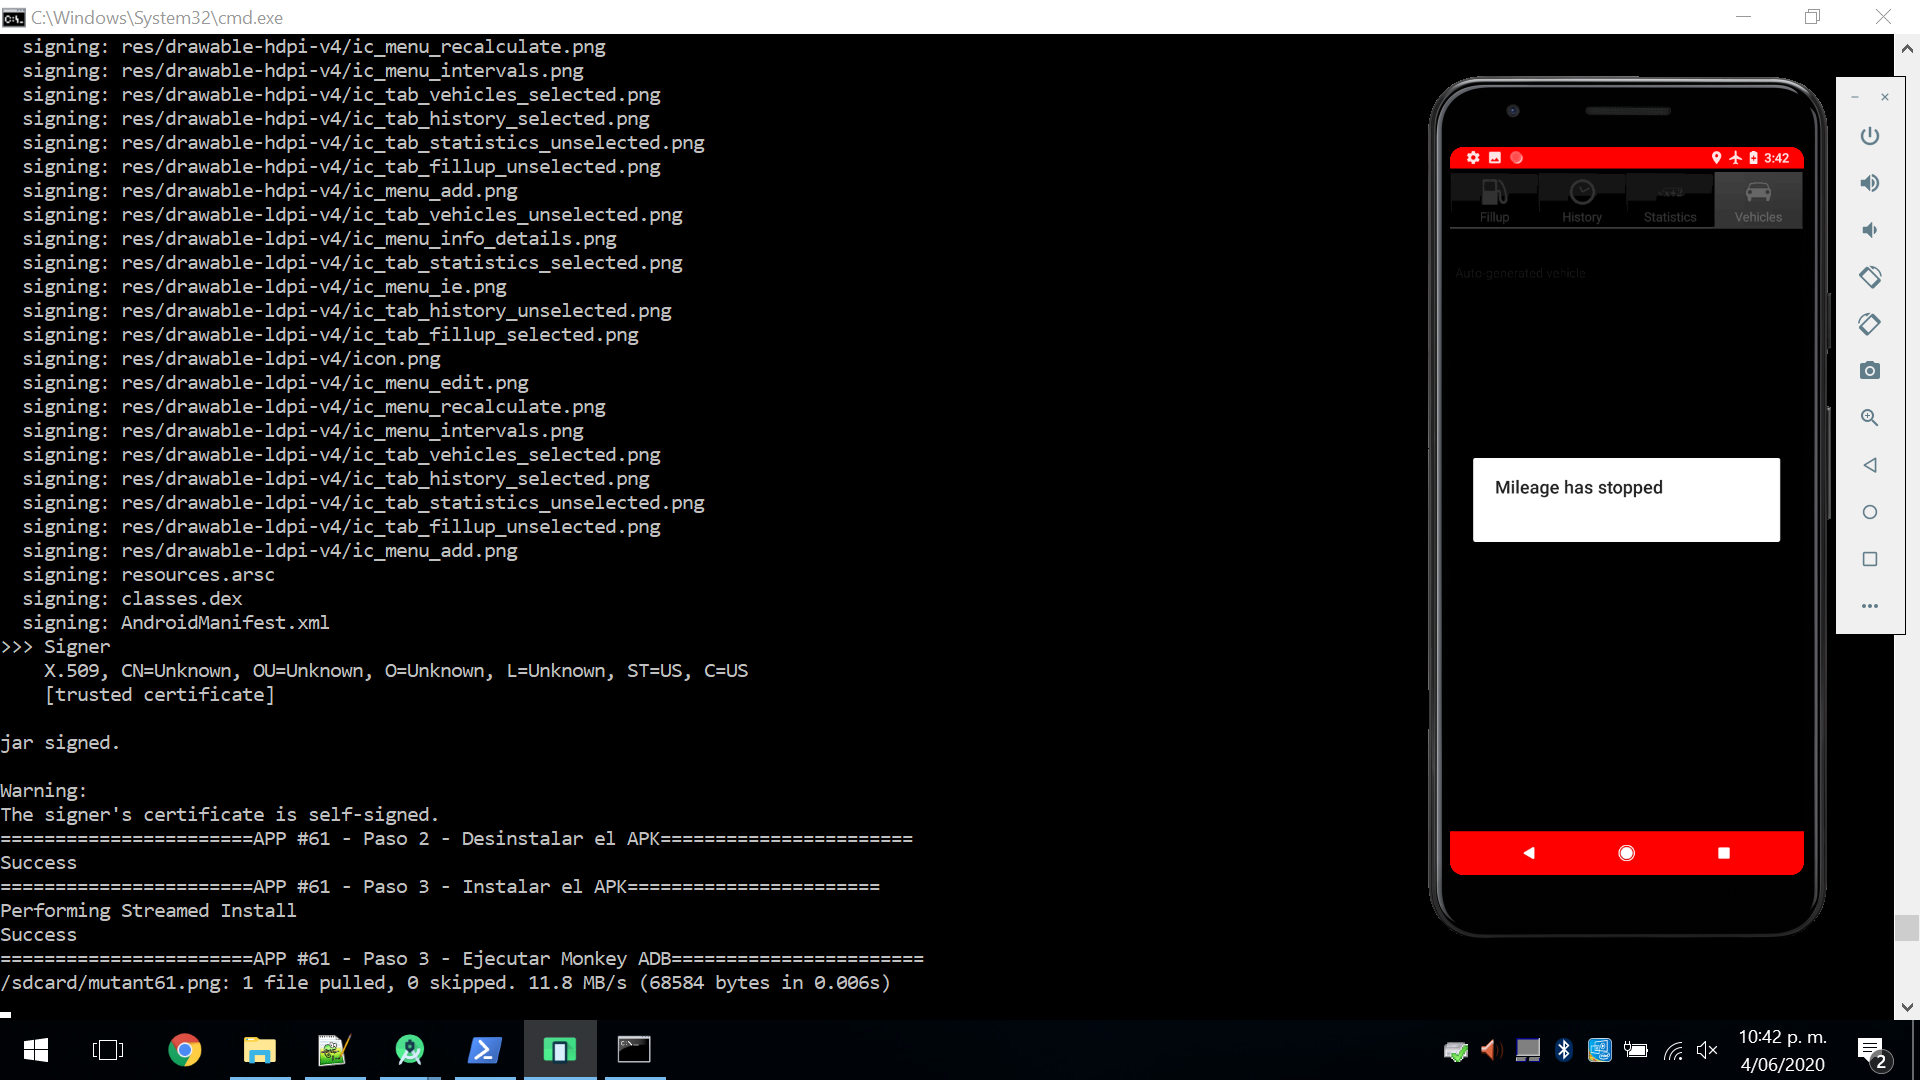 C:\Windows\System32\cmd.exe
signing: res/drawable-hdpi-v4/ic_menu_recalculate.png
signing: res/drawable-hdpi-v4/ic_menu_intervals.png
signing: res/drawable-hdpi-v4/ic_tab_vehicles_selected.png
signing: res/drawable-hdpi-v4/ic_tab_history_selected.png
signing: res/drawable-hdpi-v4/ic_tab_statistics_unselected.png
signing: res/drawable-hdpi-v4/ic_tab_fillup_unselected.png
signing: res/drawable-hdpi-v4/ic_menu_add.png
signing: res/drawable-ldpi-v4/ic_tab_vehicles_unselected.png
signing: res/drawable-ldpi-v4/ic_menu_info_details.png
signing: res/drawable-ldpi-v4/ic_tab_statistics_selected.png
signing: res/drawable-ldpi-v4/ic_menu_ie.png
signing: res/drawable-ldpi-v4/ic_tab_history_unselected.png
signing: res/drawable-ldpi-v4/ic_tab_fillup_selected.png
signing: res/drawable-ldpi-v4/icon.png
signing: res/drawable-ldpi-v4/ic_menu_edit.png
signing: res/drawable-ldpi-v4/ic_menu_recalculate.png
signing: res/drawable-ldpi-v4/ic_menu_intervals.png
signing: res/drawable-ldpi-v4/ic_tab_vehicles_selected.png
signing: res/drawable-ldpi-v4/ic_tab_history_selected.png
signing: res/drawable-ldpi-v4/ic_tab_statistics_unselected.png
signing: res/drawable-ldpi-v4/ic_tab_fillup_unselected.png
signing: res/drawable-ldpi-v4/ic_menu_add.png
signing: resources.arsc
signing: classes.dex
signing: AndroidManifest.xml
>>> Signer
X.509, CN=Unknown, OU=Unknown, O=Unknown, L=Unknown, ST=US, C=US
[trusted certificate]
jar signed.
Warning:
The signer's certificate is self-signed.
=======================APP #61 - Paso 2 - Desinstalar el APK=======================
Success
=======================APP #61 - Paso 3 - Instalar el APK=======================
Performing Streamed Install
Success
=======================APP #61 - Paso 3 - Ejecutar Monkey ADB=======================
/sdcard/mutant61.png: 1 file pulled, 0 skipped. 11.8 MB/s (68584 bytes in 0.006s)
3:42
Fillup History Statistics Vehicles
Auto-generated vehicle
Mileage has stopped
10:42 p. m.
4/06/2020
2